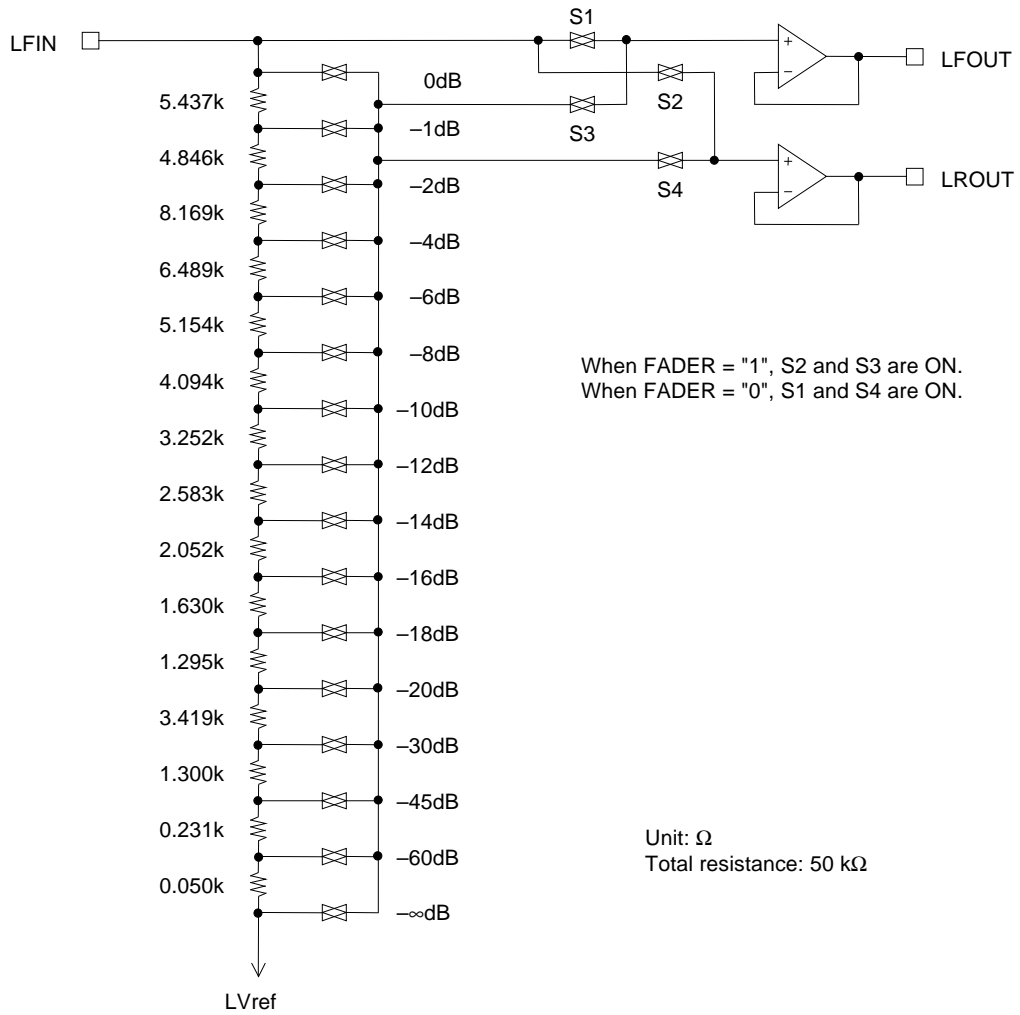 S1
LFIN
LFOUT
0dB
S2
5.437k
S3
–1dB
4.846k
LROUT
–2dB
S4
8.169k
–4dB
6.489k
–6dB
5.154k
–8dB
When FADER = "1", S2 and S3 are ON.
When FADER = "0", S1 and S4 are ON.
4.094k
–10dB
3.252k
–12dB
2.583k
–14dB
2.052k
–16dB
1.630k
–18dB
1.295k
–20dB
3.419k
–30dB
1.300k
–45dB
0.231k
Unit: Ω
–60dB
Total resistance: 50 kΩ
0.050k
–∞dB
LVref